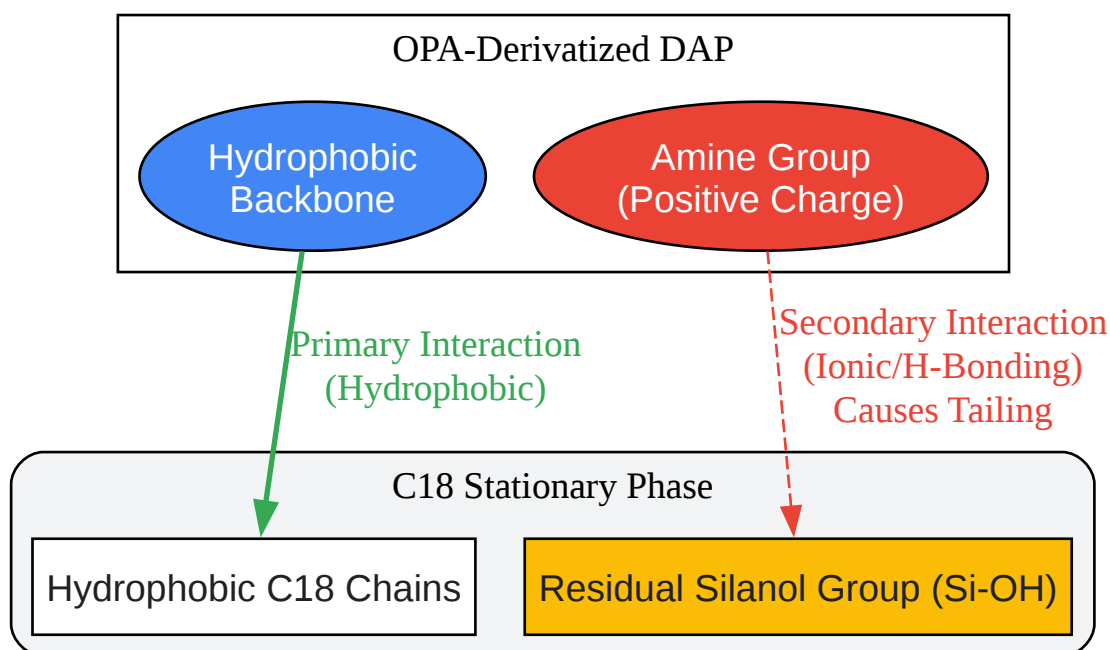 OPA-Derivatized DAP
Hydrophobic
Backbone
Amine Group
(Positive Charge)
Primary Interaction
(Hydrophobic)
Secondary Interaction
(Ionic/H-Bonding)
Causes Tailing
C18 Stationary Phase
Hydrophobic C18 Chains
Residual Silanol Group (Si-OH)